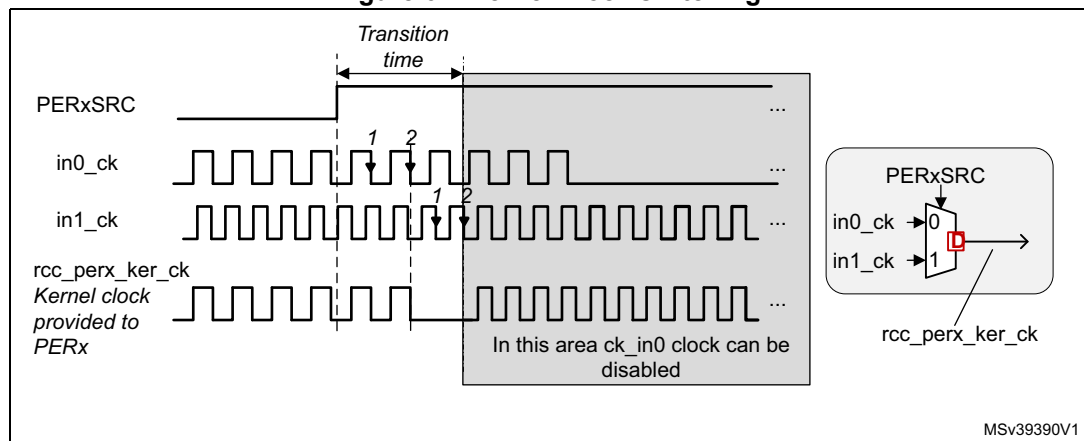 Transition
time
PERxSRC
...
in0_ck
1
2
...
in1_ck
1
2
...
rcc_perx_ker_ck
Kernel clock
provided to
PERx
...
In this area ck_in0 clock can be
disabled
PERxSRC
in0_ck
0
D
in1_ck
1
rcc_perx_ker_ck
MSv39390V1